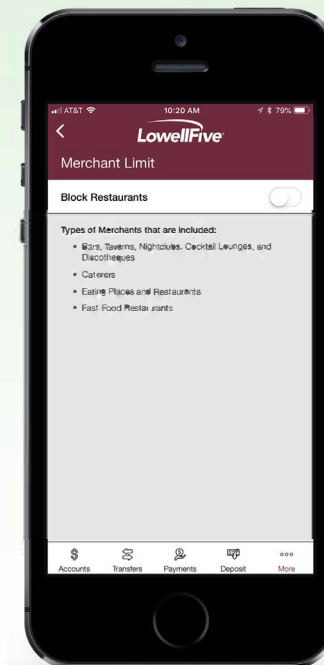 AT&T 10:20 AM 79%
LowellFive
Merchant Limit
Block Restaurants
Types of Merchants that are included:
• Bars, Taverns, Nightclubs, Cocktail Lounges, and
Discotheques
• Caterers
• Eating Places and Restaurants
• Fast Food Restaurants
Accounts Transfers Payments Deposit More